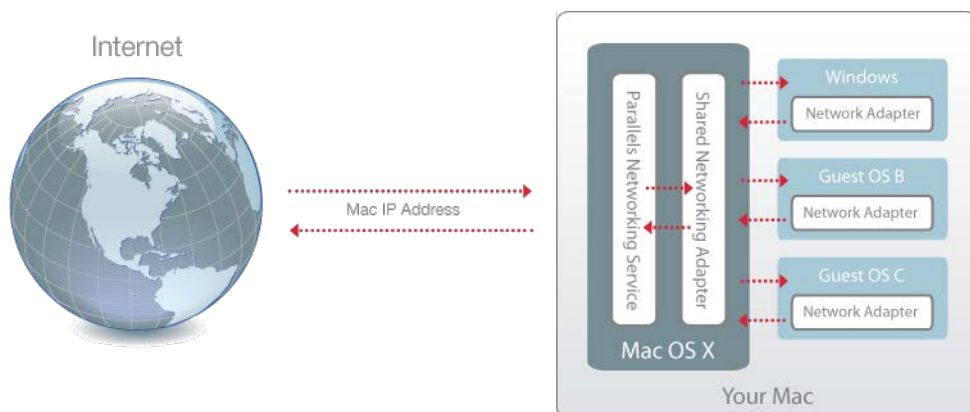 Internet
Mac IP Address
Parallels Networking Service
Shared Networking Adapter
Mac OS X
Windows
Network Adapter
Guest OS B
Network Adapter
Guest OS C
Network Adapter
Your Mac